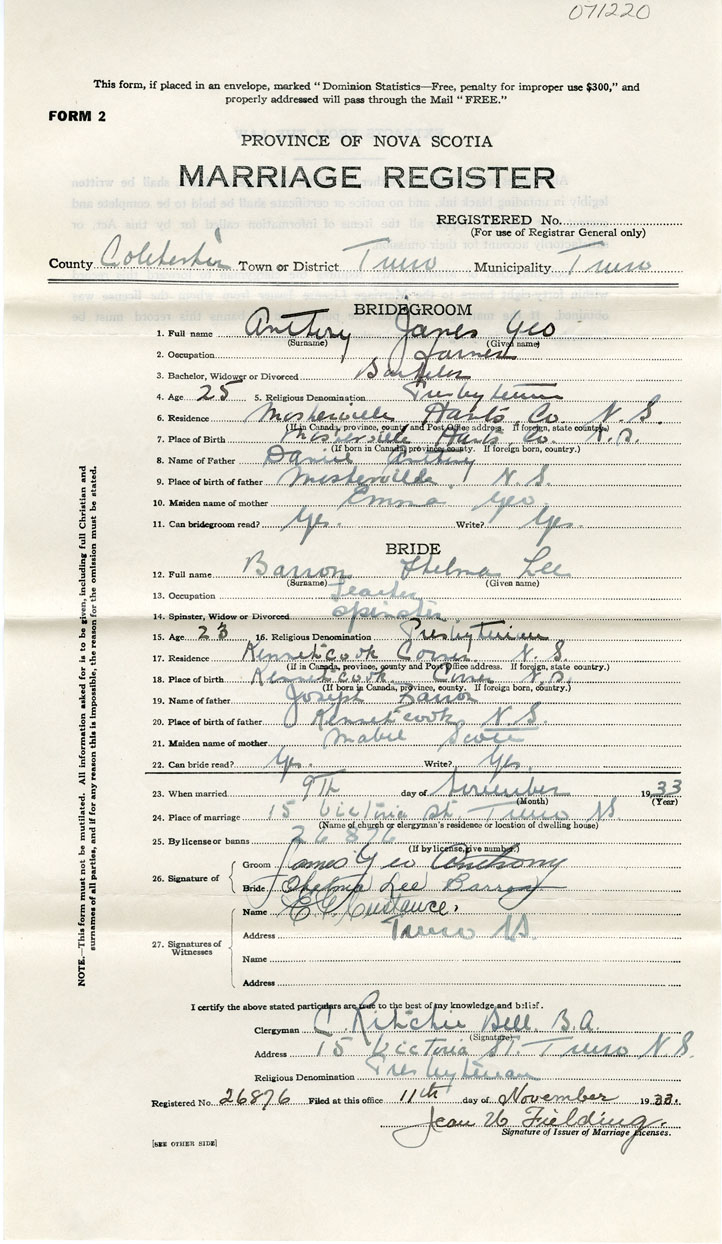 071220
This form, if placed in an envelope, marked "Dominion Statistics—Free, penalty for improper use $300," and
properly addressed will pass through the Mail "FREE."
FORM 2
PROVINCE OF NOVA SCOTIA
MARRIAGE REGISTER
REGISTERED No.
(For use of Registrar General only)
County Colchester Town or District Truro Municipality Truro
BRIDEGROOM
1. Full name Anthony James Geo
(Surname) (Given name)
2. Occupation Farmer
3. Bachelor, Widower or Divorced Bachelor
4. Age 25 5. Religious Denomination Presbyterian
6. Residence Mosherville Hants Co. N. S.
(If in Canada, province, county and Post Office address. If foreign, state country.)
7. Place of Birth Mosherville Hants Co. N. S.
(If born in Canada, province, county. If foreign born, country.)
8. Name of Father Daniel Anthony
9. Place of birth of father Mosherville N. S.
10. Maiden name of mother Emma Geo
11. Can bridegroom read? Yes. Write? Yes.
BRIDE
12. Full name Barron Thelma Lee
(Surname) (Given name)
13. Occupation Teacher
14. Spinster, Widow or Divorced Spinster
15. Age 23 16. Religious Denomination Presbyterian
17. Residence Kennetcook Corner N. S.
(If in Canada, province, county and Post Office address. If foreign, state country.)
18. Place of birth Kennetcook Corner N. S.
(If born in Canada, province, county. If foreign born, country.)
19. Name of father Joseph Barron
20. Place of birth of father Kennetcook N. S.
21. Maiden name of mother Mabel Scott
22. Can bride read? Yes. Write? Yes.
23. When married 9th day of November 1933
(Month) (Year)
24. Place of marriage 15 Victoria St. Truro N.S.
(Name of church or clergyman's residence or location of dwelling house)
25. By license or banns 26876
(If by license, give number)
26. Signature of
Groom James Geo Anthony
Bride Thelma Lee Barron
27. Signatures of Witnesses
Name Custance.
Address Truro N.S.
Name
Address
I certify the above stated particulars are true to the best of my knowledge and belief.
Clergyman C. Ritchie Bell. B.A.
(Signature)
Address 15 Victoria St. Truro N.S.
Religious Denomination Presbyterian
Registered No. 26876 Filed at this office 11th day of November 1933.
Jean Fielding.
Signature of Issuer of Marriage Licenses.
[SEE OTHER SIDE]
NOTE.—This form must not be mutilated. All information asked for is to be given, including full Christian and
surnames of all parties, and if for any reason this is impossible, the reason for the omission must be stated.